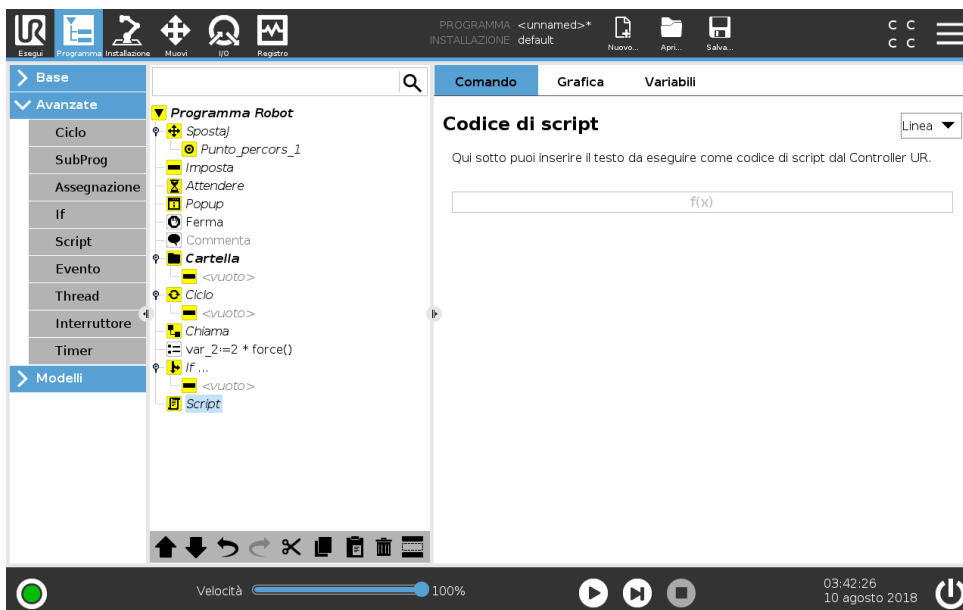 UR
PROGRAMMA <unnamed>*
INSTALLAZIONE default
Esegui Programma Installazione Muovi I/O Registro
Nuovo... Apri... Salva...
C C
C C
Base
Avanzate
Ciclo
SubProg
Assegnazione
If
Script
Evento
Thread
Interruttore
Timer
Modelli
Programma Robot
SpostaJ
Punto_percors_1
Imposta
Attendere
Popup
Ferma
Commenta
Cartella
<vuoto>
Ciclo
<vuoto>
Chiama
var_2≔2 * force()
If ...
<vuoto>
Script
Comando Grafica Variabili
Codice di script
Linea
Qui sotto puoi inserire il testo da eseguire come codice di script dal Controller UR.
f(x)
Velocità 100%
03:42:26
10 agosto 2018